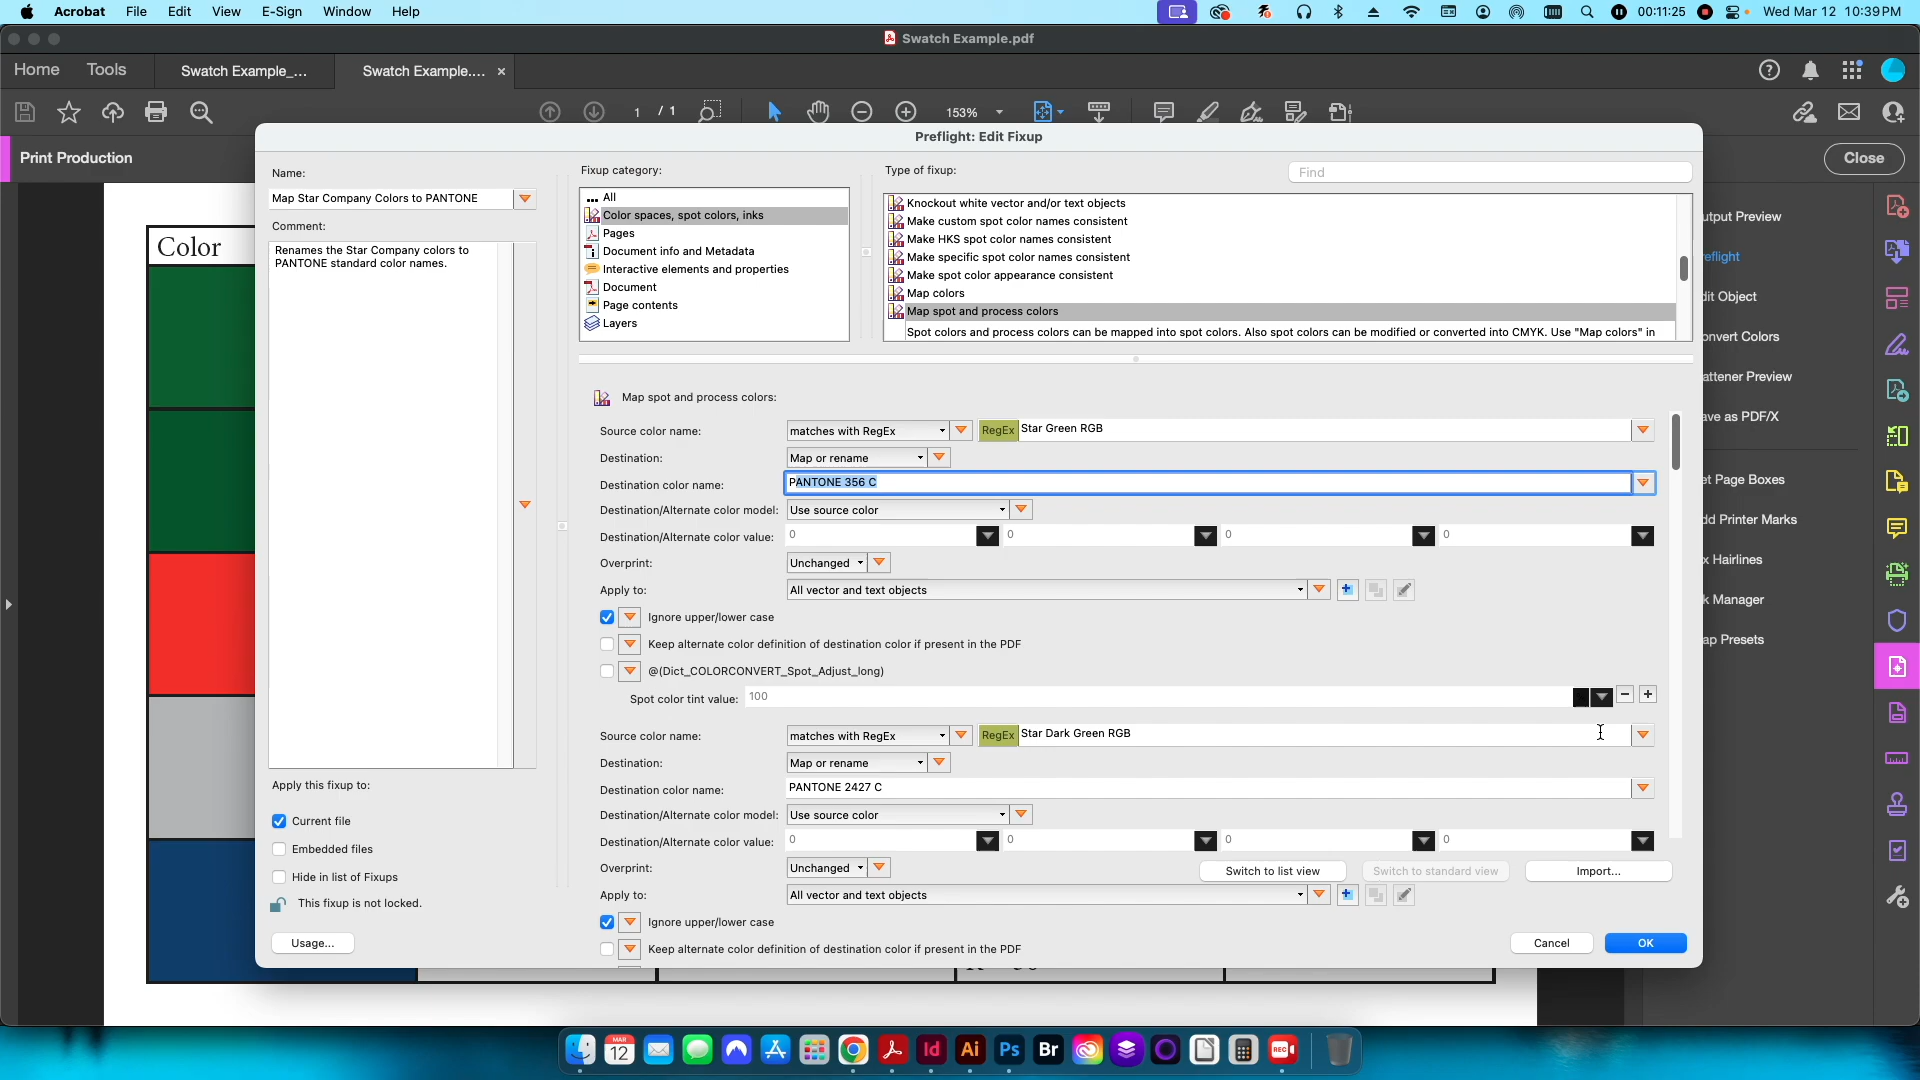 Acrobat File Edit View E-Sign Window Help
00:11:25 Wed Mar 12 10:39 PM
Swatch Example.pdf
Home Tools Swatch Example_... Swatch Example....
1 / 1 153%
Print Production
Close
Preflight: Edit Fixup
Name:
Map Star Company Colors to PANTONE
Comment:
Renames the Star Company colors to
PANTONE standard color names.
Apply this fixup to:
Current file
Embedded files
Hide in list of Fixups
This fixup is not locked.
Usage...
Fixup category:
All
Color spaces, spot colors, inks
Pages
Document info and Metadata
Interactive elements and properties
Document
Page contents
Layers
Type of fixup:
Find
Knockout white vector and/or text objects
Make custom spot color names consistent
Make HKS spot color names consistent
Make specific spot color names consistent
Make spot color appearance consistent
Map colors
Map spot and process colors
Spot colors and process colors can be mapped into spot colors. Also spot colors can be modified or converted into CMYK. Use "Map colors" in
Map spot and process colors:
Source color name: matches with RegEx RegEx Star Green RGB
Destination: Map or rename
Destination color name: PANTONE 356 C
Destination/Alternate color model: Use source color
Destination/Alternate color value: 0 0 0 0
Overprint: Unchanged
Apply to: All vector and text objects
Ignore upper/lower case
Keep alternate color definition of destination color if present in the PDF
@(Dict_COLORCONVERT_Spot_Adjust_long)
Spot color tint value: 100
Source color name: matches with RegEx RegEx Star Dark Green RGB
Destination: Map or rename
Destination color name: PANTONE 2427 C
Destination/Alternate color model: Use source color
Destination/Alternate color value: 0 0 0 0
Overprint: Unchanged
Switch to list view Switch to standard view Import...
Apply to: All vector and text objects
Ignore upper/lower case
Keep alternate color definition of destination color if present in the PDF
Cancel OK
Color
utput Preview
reflight
dit Object
onvert Colors
attener Preview
ave as PDF/X
et Page Boxes
dd Printer Marks
x Hairlines
k Manager
ap Presets
MAR
12
Id Ai Ps Br REC